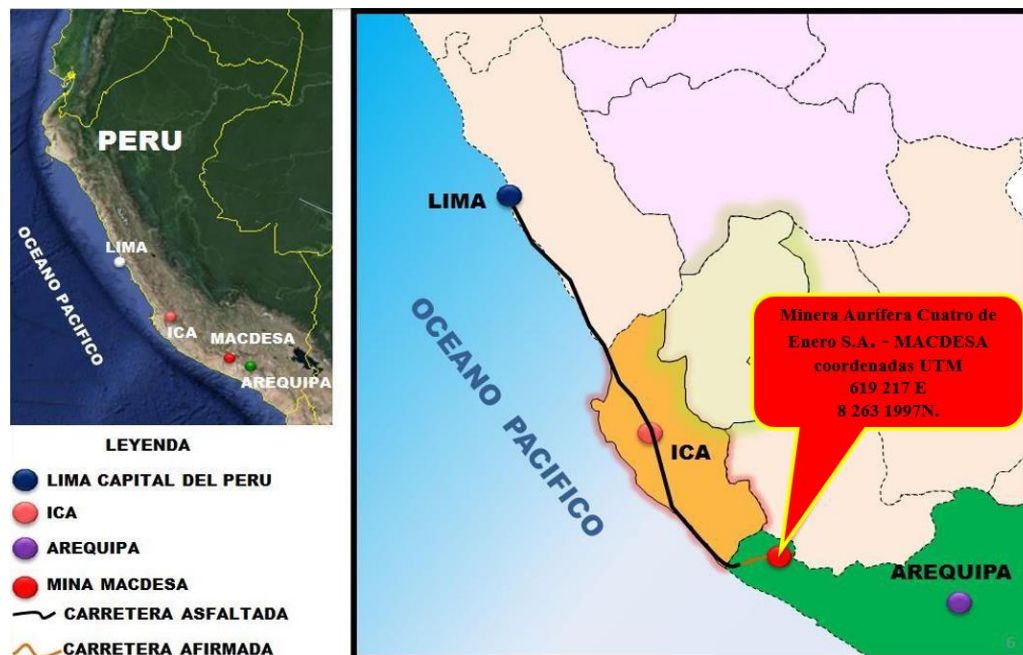 PERU
OCEANO PACIFICO
LIMA
ICA
MACDESA
AREQUIPA
LEYENDA
LIMA CAPITAL DEL PERU
ICA
AREQUIPA
MINA MACDESA
CARRETERA ASFALTADA
CARRETERA AFIRMADA
LIMA
OCEANO PACIFICO
ICA
Minera Aurífera Cuatro de
Enero S.A. - MACDESA
coordenadas UTM
619 217 E
8 263 1997N.
AREQUIPA
6